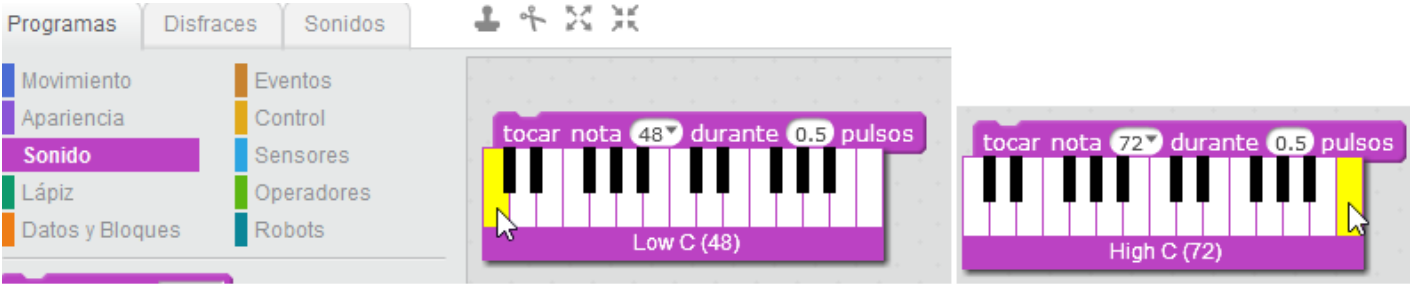 Programas Disfraces Sonidos
Movimiento Eventos
Apariencia Control
Sonido Sensores
Lápiz Operadores
Datos y Bloques Robots
tocar nota 48 durante 0.5 pulsos
Low C (48)
tocar nota 72 durante 0.5 pulsos
High C (72)